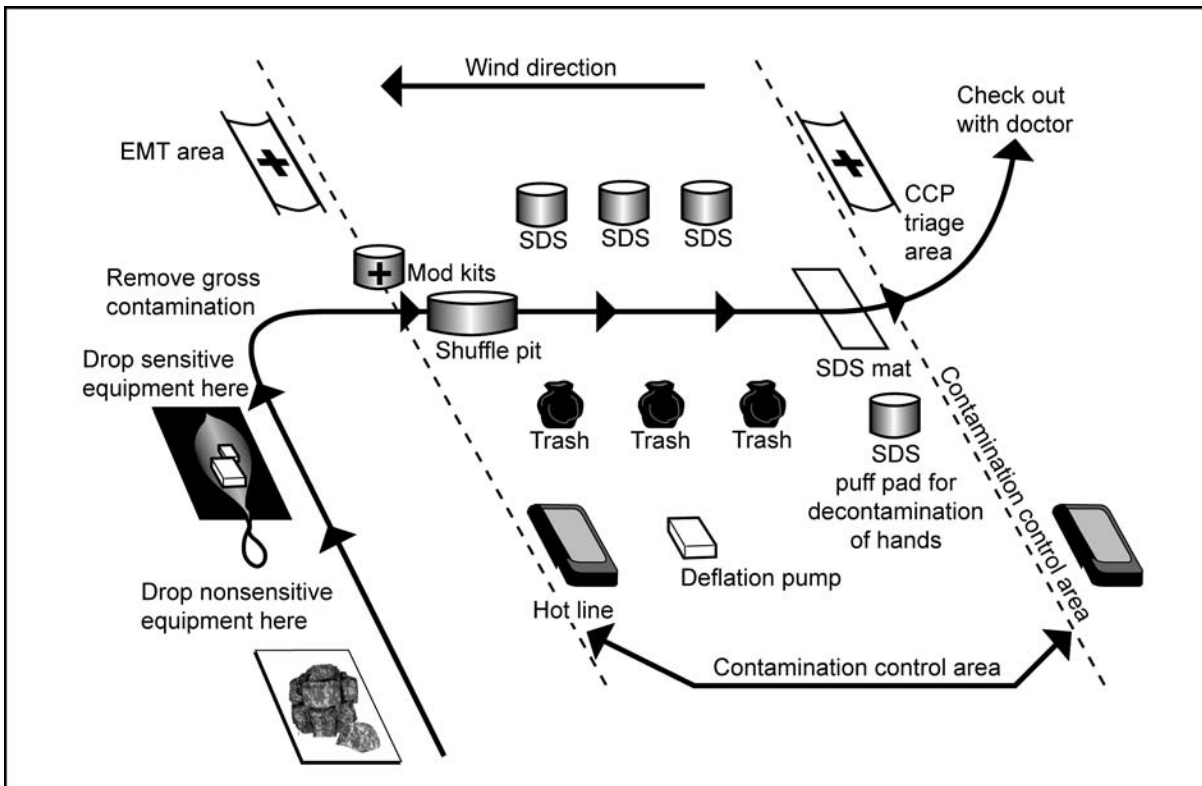 Wind direction
Check out
with doctor
EMT area
CCP
triage
area
SDS
SDS
SDS
Mod kits
Remove gross
contamination
Shuffle pit
SDS mat
Drop sensitive
equipment here
Trash
Trash
Trash
SDS
puff pad for
decontamination
of hands
Contamination control area
Deflation pump
Drop nonsensitive
equipment here
Hot line
Contamination control area